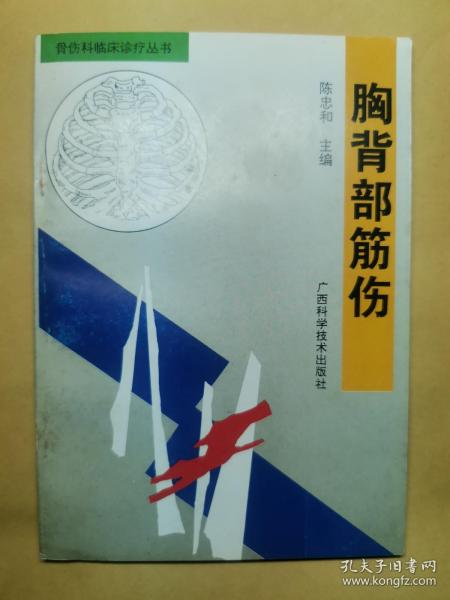 骨伤科临床诊疗丛书
胸背部筋伤
陈忠和 主编
广西科学技术出版社
孔夫子旧书网
www.kongfz.com